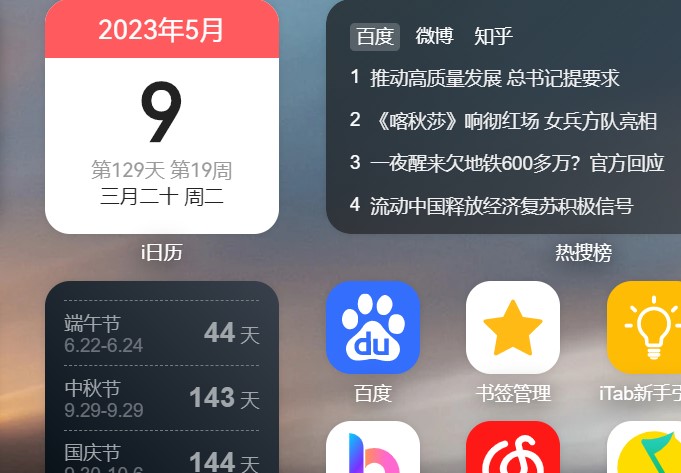 2023年5月
9
第129天 第19周
三月二十 周二
i日历
百度 微博 知乎
1 推动高质量发展 总书记提要求
2 《喀秋莎》响彻红场 女兵方队亮相
3 一夜醒来欠地铁600多万？官方回应
4 流动中国释放经济复苏积极信号
热搜榜
端午节
6.22-6.24
44 天
中秋节
9.29-9.29
143 天
国庆节
144 天
du
百度
书签管理
iTab新手